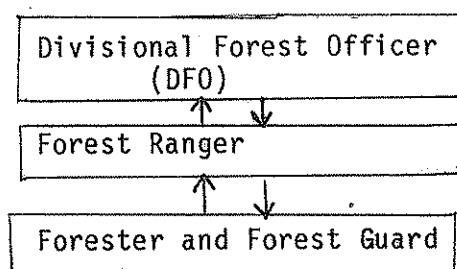 Divisional Forest Officer
(DFO)
Forest Ranger
Forester and Forest Guard